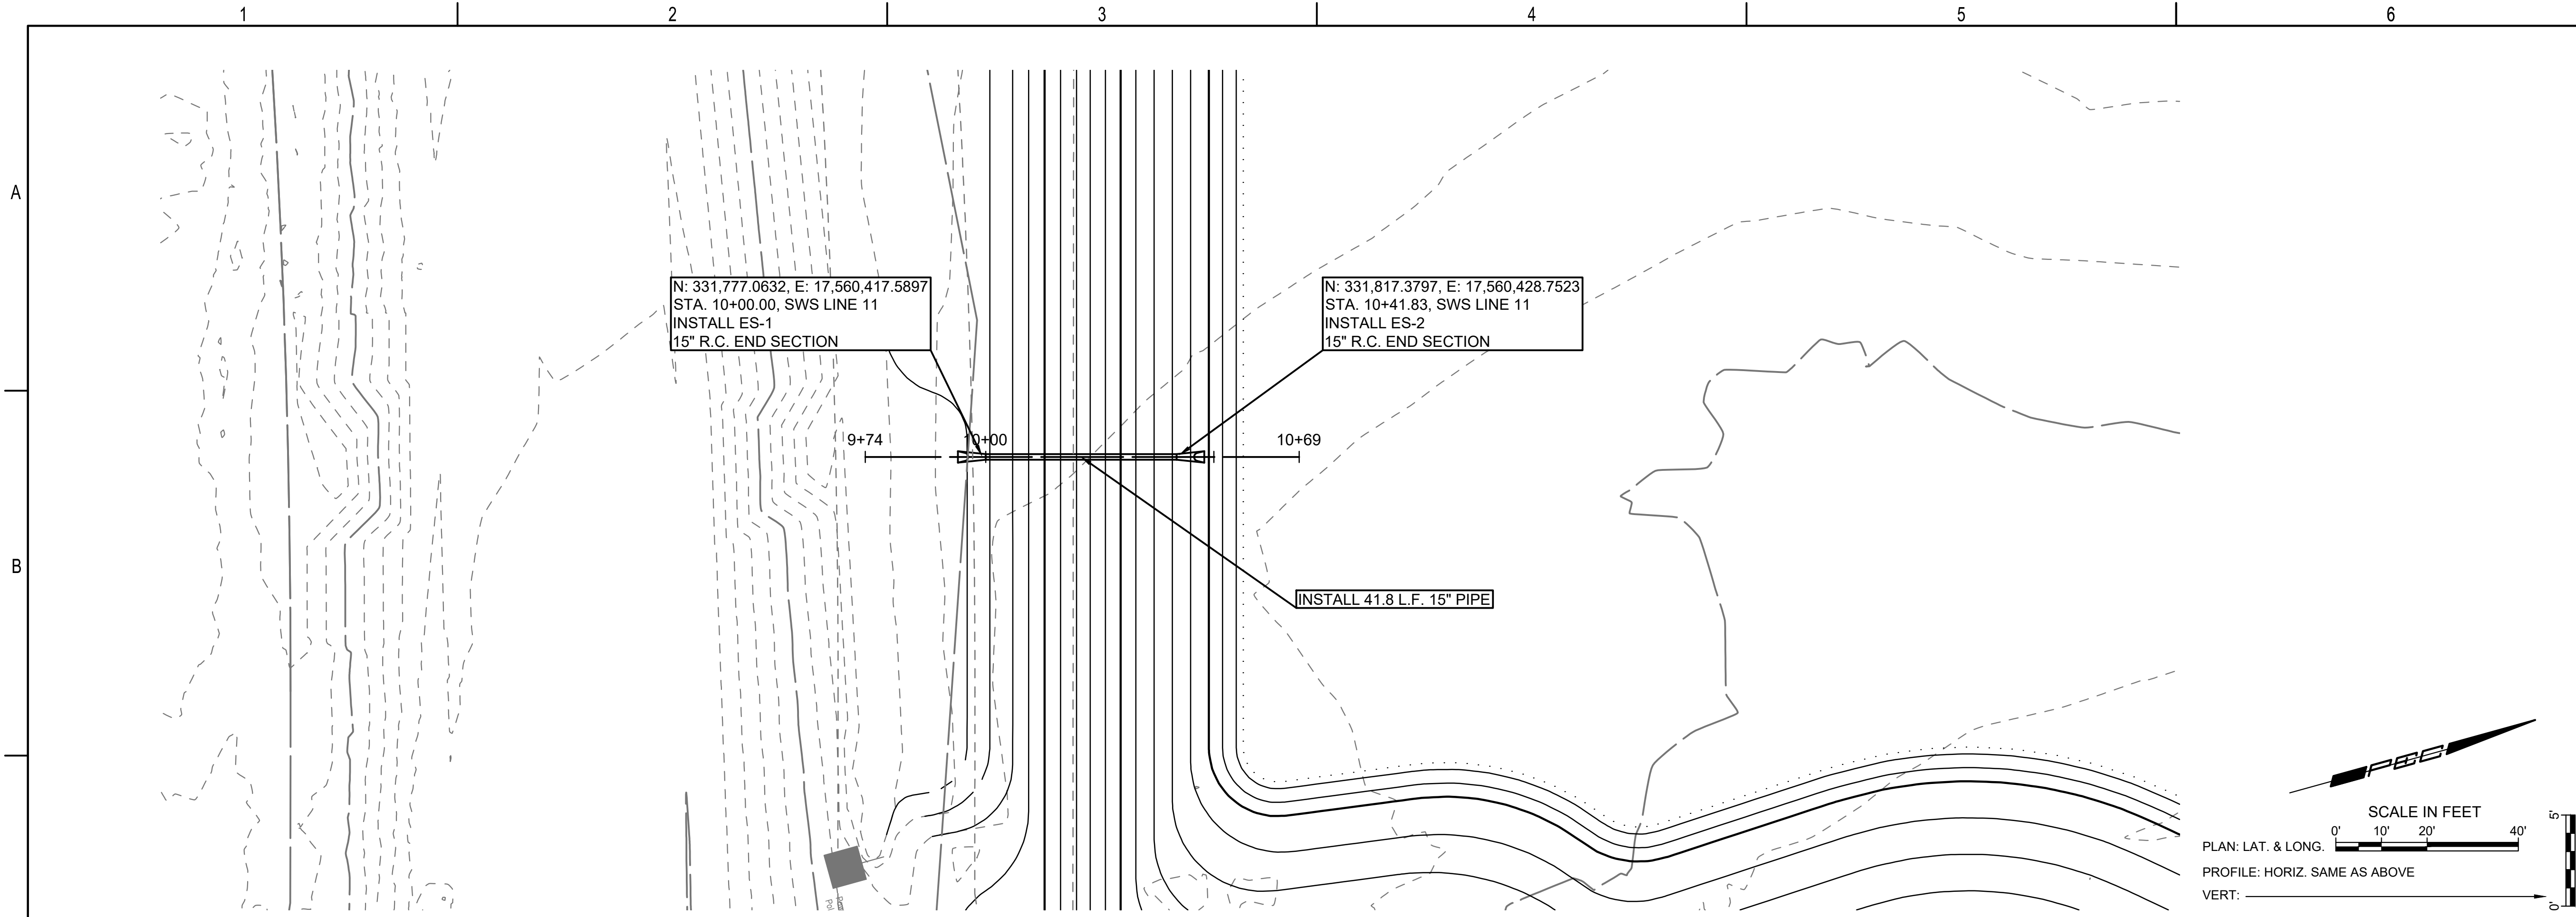 1 2 3 4 5 6
A
N: 331,777.0632, E: 17,560,417.5897
STA. 10+00.00, SWS LINE 11
INSTALL ES-1
15" R.C. END SECTION
N: 331,817.3797, E: 17,560,428.7523
STA. 10+41.83, SWS LINE 11
INSTALL ES-2
15" R.C. END SECTION
9+74 10+00 10+69
B
INSTALL 41.8 L.F. 15" PIPE
PEC
SCALE IN FEET
0' 10' 20' 40'
PLAN: LAT. & LONG.
PROFILE: HORIZ. SAME AS ABOVE
VERT:
5'
0'